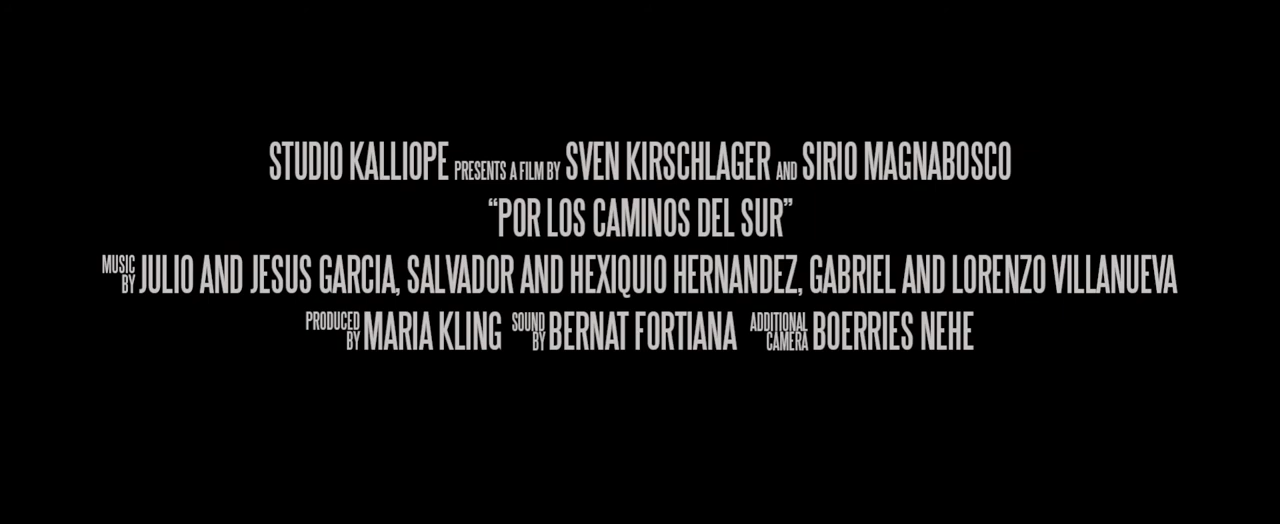 STUDIO KALLIOPE PRESENTS A FILM BY SVEN KIRSCHLAGER AND SIRIO MAGNABOSCO
“POR LOS CAMINOS DEL SUR”
MUSIC BY JULIO AND JESUS GARCIA, SALVADOR AND HEXIQUIO HERNANDEZ, GABRIEL AND LORENZO VILLANUEVA
PRODUCED BY MARIA KLING SOUND BY BERNAT FORTIANA ADDITIONAL CAMERA BOERRIES NEHE